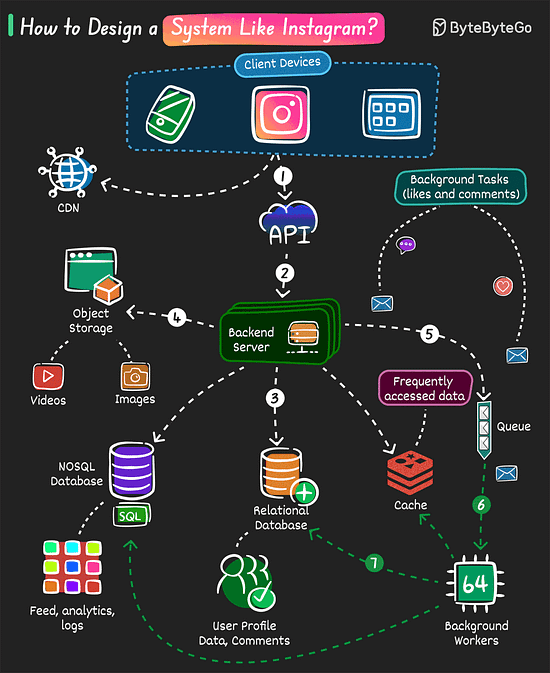 How to Design a System Like Instagram?
ByteByteGo
Client Devices
1
CDN
Background Tasks
(likes and comments)
API
2
Object
Storage
4
Backend
Server
5
Videos
Images
3
Frequently
accessed data
Queue
NOSQL
Database
SQL
Relational
Database
Cache
6
7
64
Feed, analytics,
logs
User Profile
Data, Comments
Background
Workers